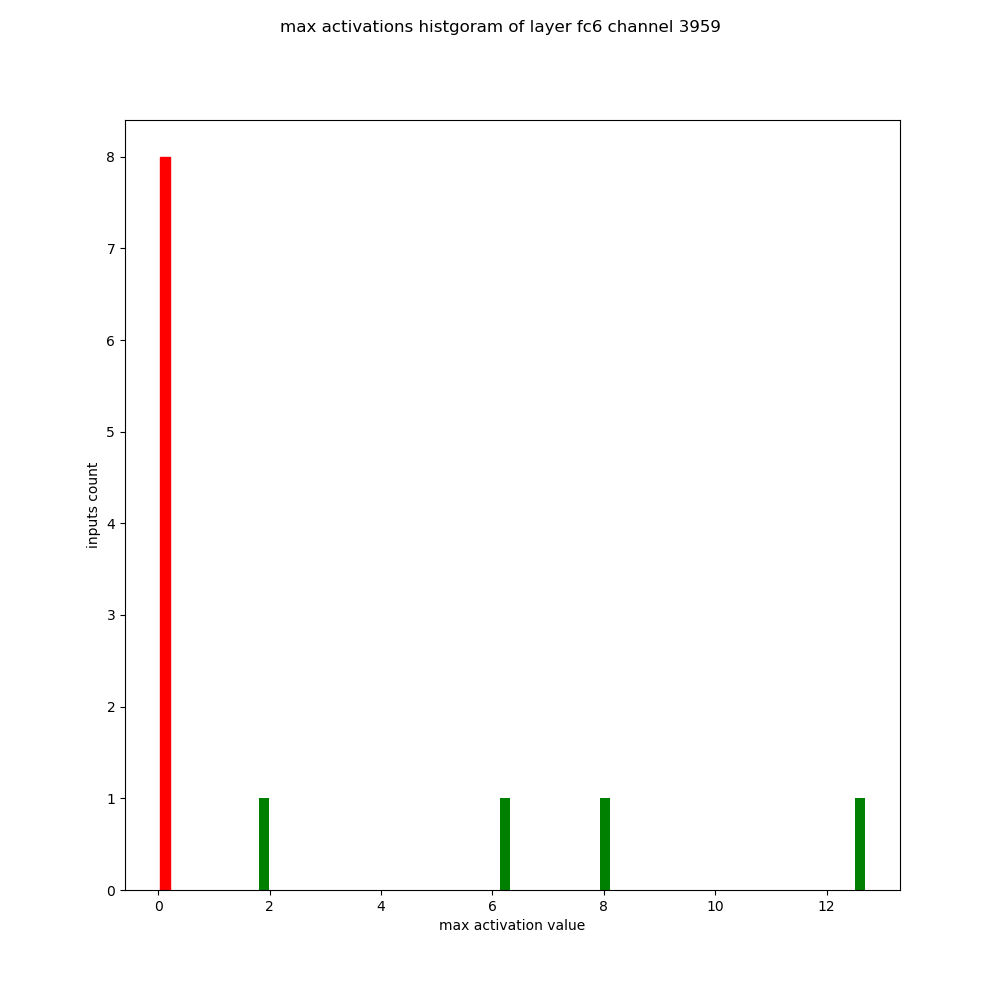 max activations histgoram of layer fc6 channel 3959
8
7
6
5
4
3
2
1
0
inputs count
0 2 4 6 8 10 12
max activation value